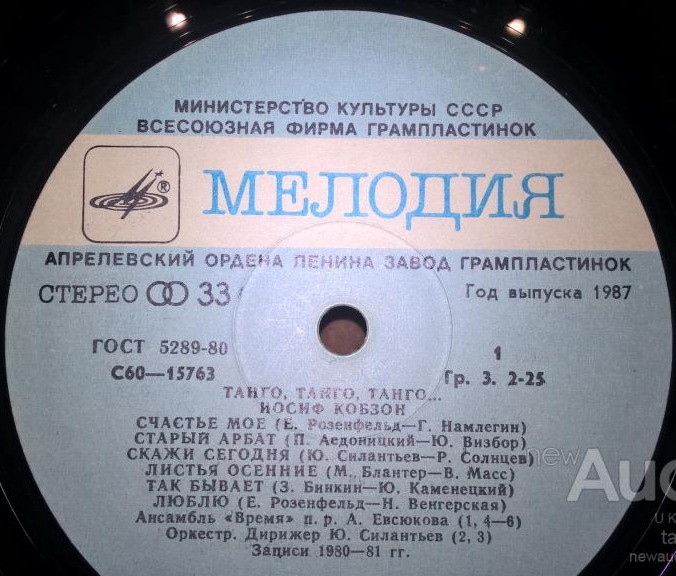 МИНИСТЕРСТВО КУЛЬТУРЫ СССР
ВСЕСОЮЗНАЯ ФИРМА ГРАМПЛАСТИНОК
® МЕЛОДИЯ
АПРЕЛЕВСКИЙ ОРДЕНА ЛЕНИНА ЗАВОД ГРАМПЛАСТИНОК
СТЕРЕО 33 Год выпуска 1987
ГОСТ 5289-80 1
С60—15763 Гр. 3. 2-25
ТАНГО, ТАНГО, ТАНГО...
ИОСИФ КОБЗОН
СЧАСТЬЕ МОЕ (Е. Розенфельд—Г. Намлегин)
СТАРЫЙ АРБАТ (П. Аедоницкий—Ю. Визбор)
СКАЖИ СЕГОДНЯ (Ю. Силантьев—Р. Солнцев)
ЛИСТЬЯ ОСЕННИЕ (М. Блантер—В. Масс)
ТАК БЫВАЕТ (З. Бинкин—Ю. Каменецкий)
ЛЮБЛЮ (Е. Розенфельд—Н. Венгерская)
Ансамбль «Время» п. р. А. Евсюкова (1, 4—6)
Оркестр. Дирижер Ю. Силантьев (2, 3)
Записи 1980—81 гг.
new